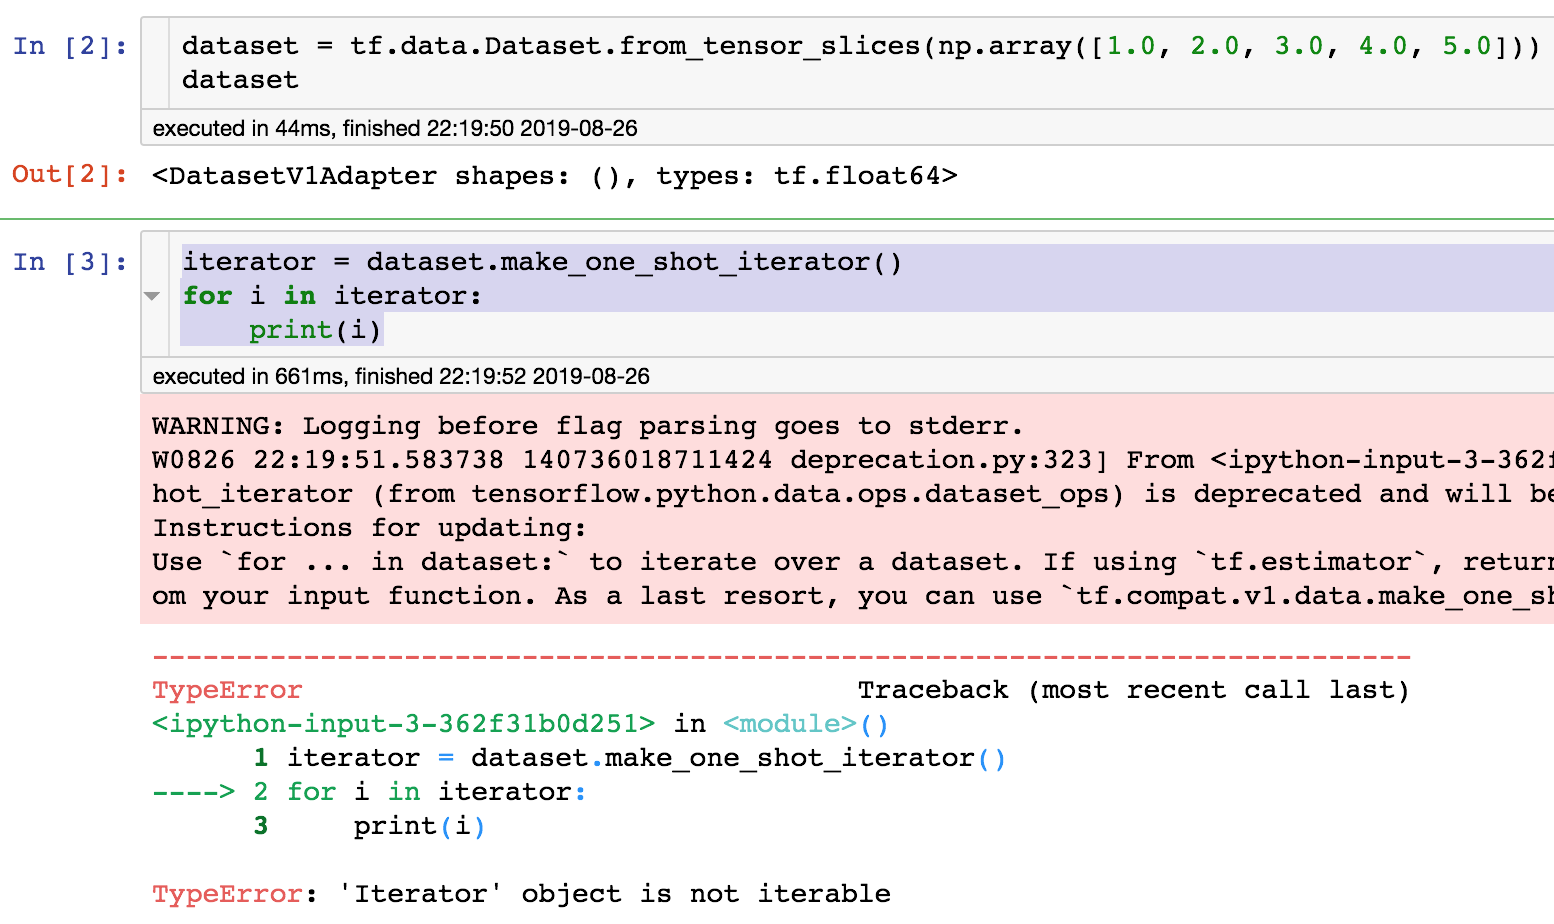 In [2]:
dataset = tf.data.Dataset.from_tensor_slices(np.array([1.0, 2.0, 3.0, 4.0, 5.0]))
dataset
executed in 44ms, finished 22:19:50 2019-08-26
Out[2]: <DatasetV1Adapter shapes: (), types: tf.float64>
In [3]:
iterator = dataset.make_one_shot_iterator()
for i in iterator:
    print(i)
executed in 661ms, finished 22:19:52 2019-08-26
WARNING: Logging before flag parsing goes to stderr.
W0826 22:19:51.583738 140736018711424 deprecation.py:323] From <ipython-input-3-362f
hot_iterator (from tensorflow.python.data.ops.dataset_ops) is deprecated and will be
Instructions for updating:
Use `for ... in dataset:` to iterate over a dataset. If using `tf.estimator`, return
om your input function. As a last resort, you can use `tf.compat.v1.data.make_one_sh
---------------------------------------------------------------------------
TypeError                                 Traceback (most recent call last)
<ipython-input-3-362f31b0d251> in <module>()
      1 iterator = dataset.make_one_shot_iterator()
----> 2 for i in iterator:
      3     print(i)
TypeError: 'Iterator' object is not iterable